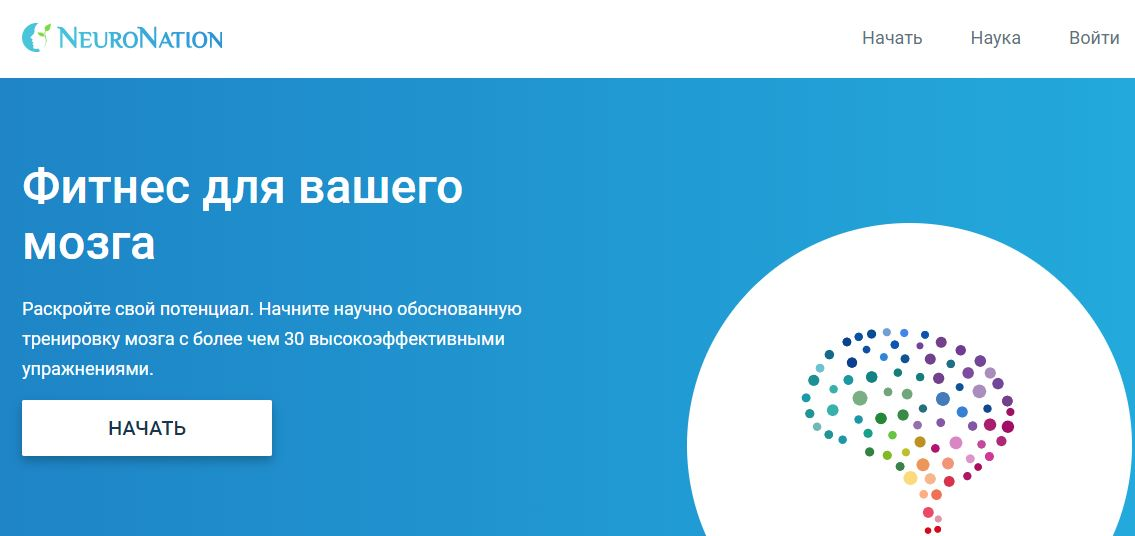 NEURONATION
Начать
Наука
Войти
Фитнес для вашего
мозга
Раскройте свой потенциал. Начните научно обоснованную
тренировку мозга с более чем 30 высокоэффективными
упражнениями.
НАЧАТЬ